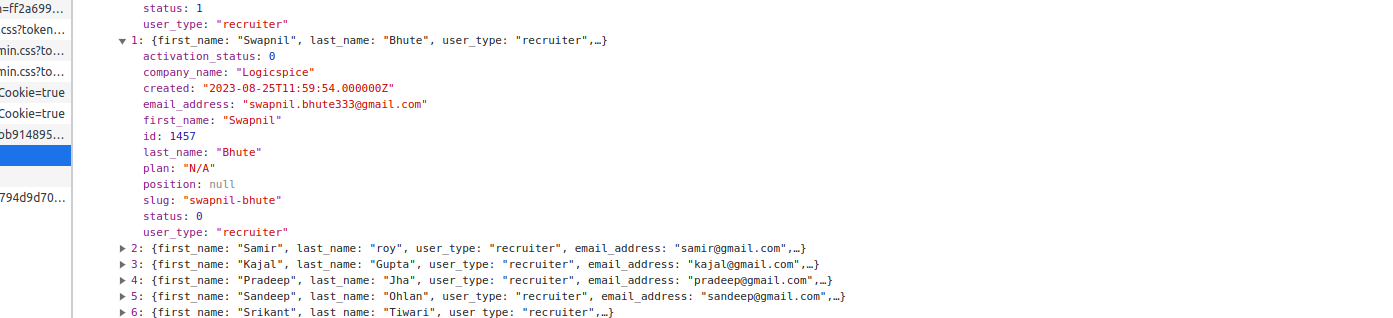 n=ff2a699...
css?token...
min.css?to...
min.css?to...
Cookie=true
Cookie=true
ob914895...
794d9d70...
status: 1
user_type: "recruiter"
1: {first_name: "Swapnil", last_name: "Bhute", user_type: "recruiter",…}
activation_status: 0
company_name: "Logicspice"
created: "2023-08-25T11:59:54.000000Z"
email_address: "swapnil.bhute333@gmail.com"
first_name: "Swapnil"
id: 1457
last_name: "Bhute"
plan: "N/A"
position: null
slug: "swapnil-bhute"
status: 0
user_type: "recruiter"
2: {first_name: "Samir", last_name: "roy", user_type: "recruiter", email_address: "samir@gmail.com",…}
3: {first_name: "Kajal", last_name: "Gupta", user_type: "recruiter", email_address: "kajal@gmail.com",…}
4: {first_name: "Pradeep", last_name: "Jha", user_type: "recruiter", email_address: "pradeep@gmail.com",…}
5: {first_name: "Sandeep", last_name: "Ohlan", user_type: "recruiter", email_address: "sandeep@gmail.com",…}
6: {first_name: "Srikant", last_name: "Tiwari", user_type: "recruiter",…}